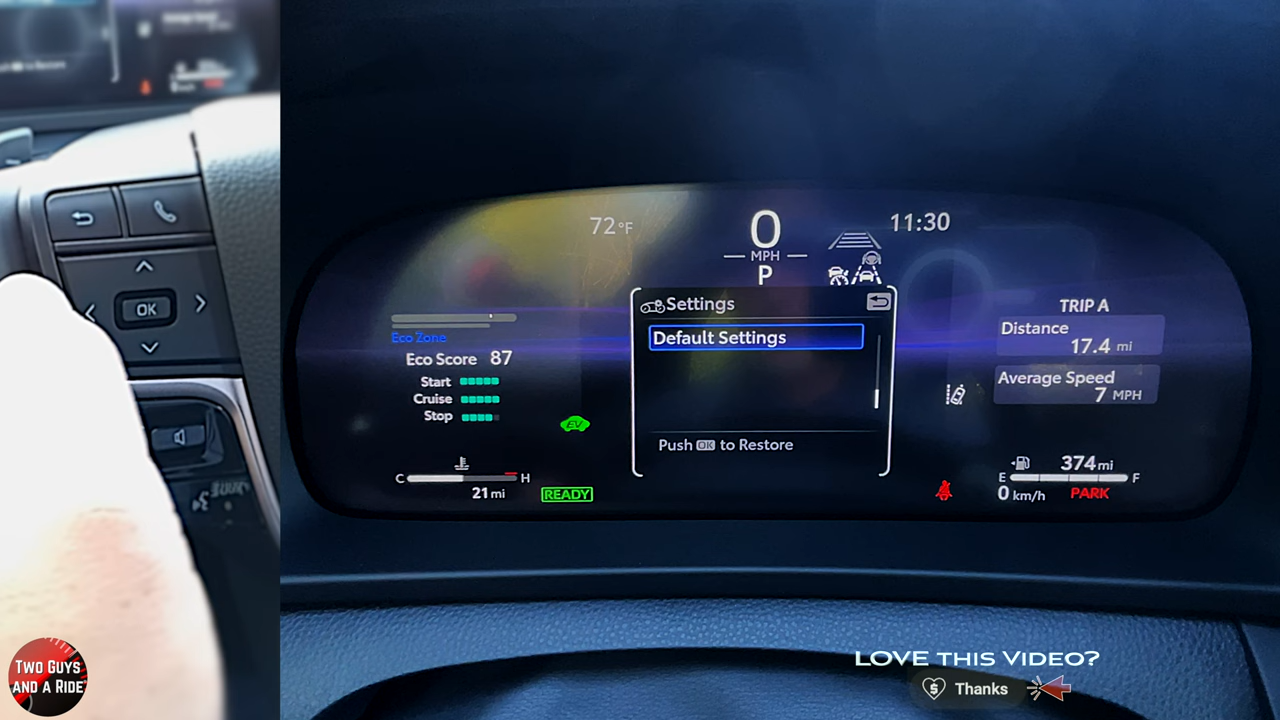 OK
TWO GUYS
AND A RIDE
72°F
0
MPH
P
11:30
Eco Zone
Eco Score 87
Start
Cruise
Stop
EV
C H
21 mi
READY
Settings
Default Settings
Push OK to Restore
TRIP A
Distance
17.4 mi
Average Speed
7 MPH
374 mi
E F
0 km/h
PARK
LOVE THIS VIDEO?
$ Thanks